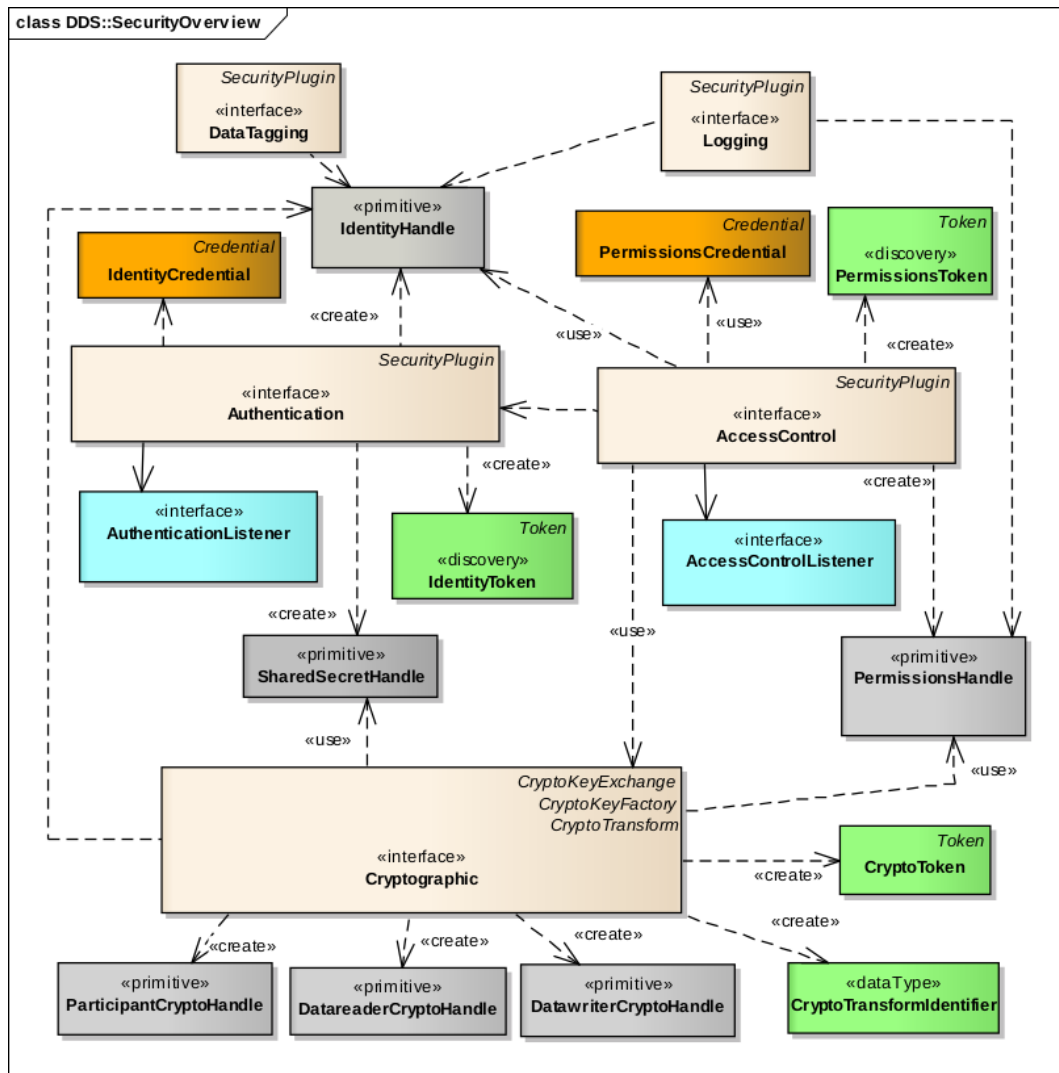 class DDS::SecurityOverview
SecurityPlugin
«interface»
DataTagging
SecurityPlugin
«interface»
Logging
«primitive»
IdentityHandle
Credential
IdentityCredential
Credential
PermissionsCredential
Token
«discovery»
PermissionsToken
«create»
«use»
«use»
«create»
SecurityPlugin
«interface»
Authentication
SecurityPlugin
«interface»
AccessControl
«create»
«create»
«interface»
AuthenticationListener
Token
«discovery»
IdentityToken
«interface»
AccessControlListener
«create»
«use»
«primitive»
SharedSecretHandle
«primitive»
PermissionsHandle
«use»
«use»
CryptoKeyExchange
CryptoKeyFactory
CryptoTransform
«interface»
Cryptographic
Token
CryptoToken
«create»
«create»
«create»
«create»
«create»
«primitive»
ParticipantCryptoHandle
«primitive»
DatareaderCryptoHandle
«primitive»
DatawriterCryptoHandle
«dataType»
CryptoTransformIdentifier